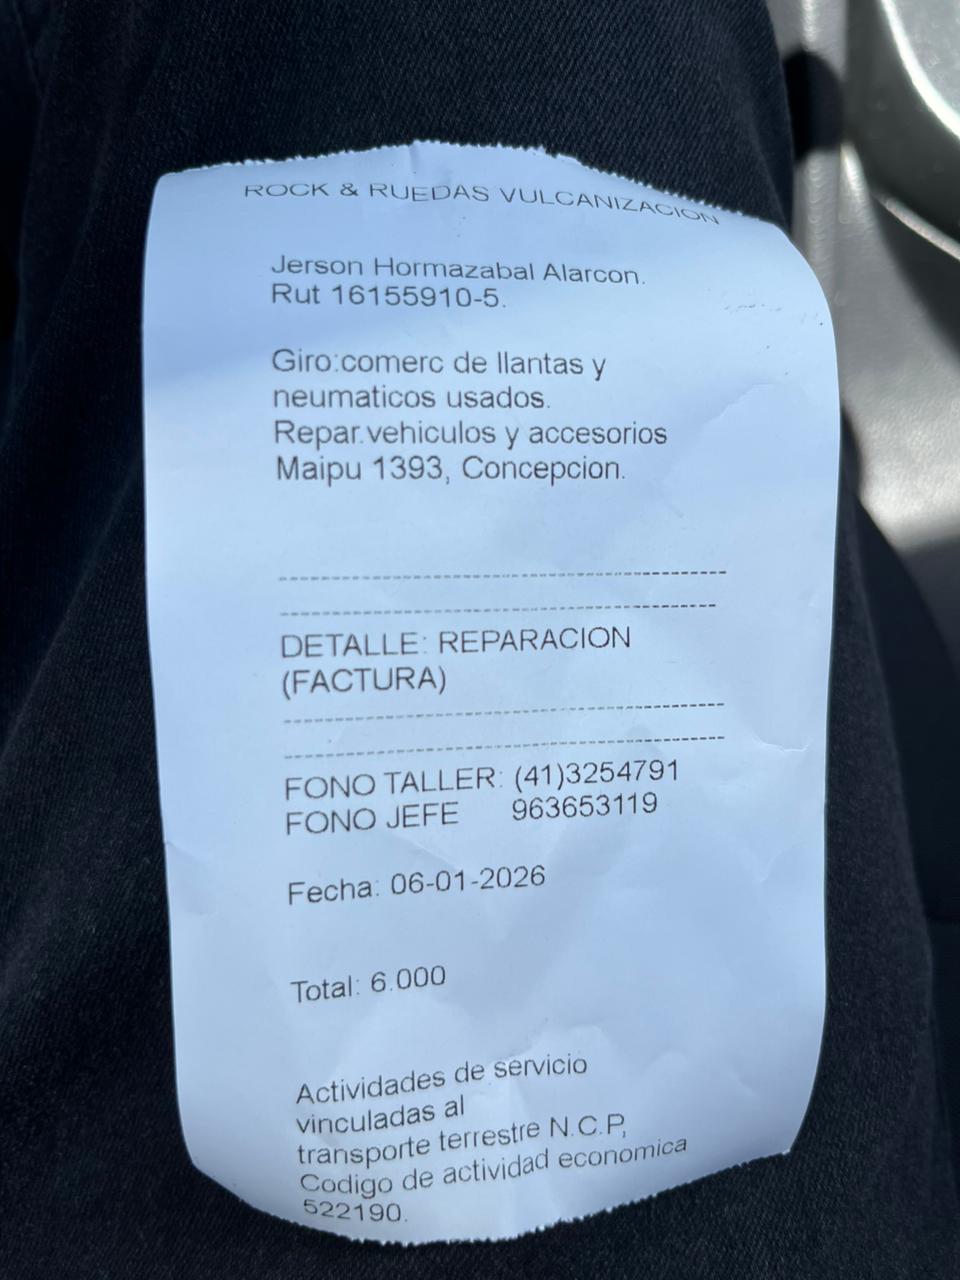 ROCK & RUEDAS VULCANIZACION
Jerson Hormazabal Alarcon.
Rut 16155910-5.
Giro:comerc de llantas y
neumaticos usados.
Repar.vehiculos y accesorios
Maipu 1393, Concepcion.
--------------------------------------------------------
--------------------------------------------------------
DETALLE: REPARACION
(FACTURA)
--------------------------------------------------------
--------------------------------------------------------
FONO TALLER: (41)3254791
FONO JEFE 963653119
Fecha: 06-01-2026
Total: 6.000
Actividades de servicio
vinculadas al
transporte terrestre N.C.P,
Codigo de actividad economica
522190.